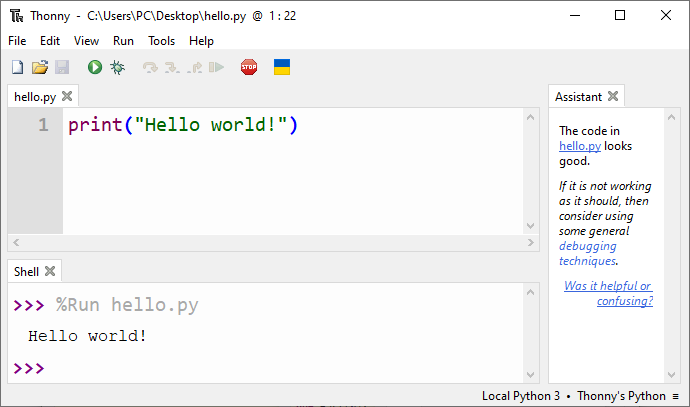 Thonny - C:\Users\PC\Desktop\hello.py @ 1 : 22
File Edit View Run Tools Help
STOP
hello.py
1 print("Hello world!")
Shell
>>> %Run hello.py
Hello world!
>>>
Assistant
The code in
hello.py looks
good.
If it is not working
as it should, then
consider using
some general
debugging
techniques.
Was it helpful or
confusing?
Local Python 3 • Thonny's Python ≡